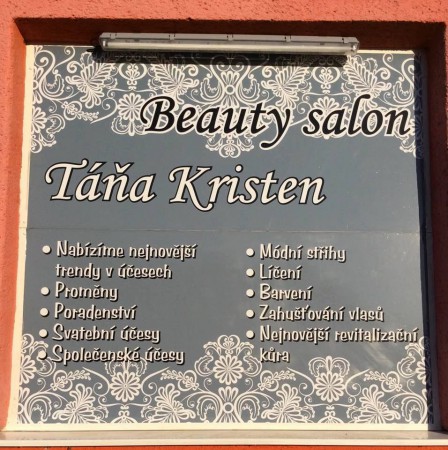 Beauty salon
Táňa Kristen
• Nabízíme nejnovější
trendy v účesech
• Proměny
• Poradenství
• Svatební účesy
• Společenské účesy
• Módní střihy
• Líčení
• Barvení
• Zahušťování vlasů
• Nejnovější revitalizační
kúra